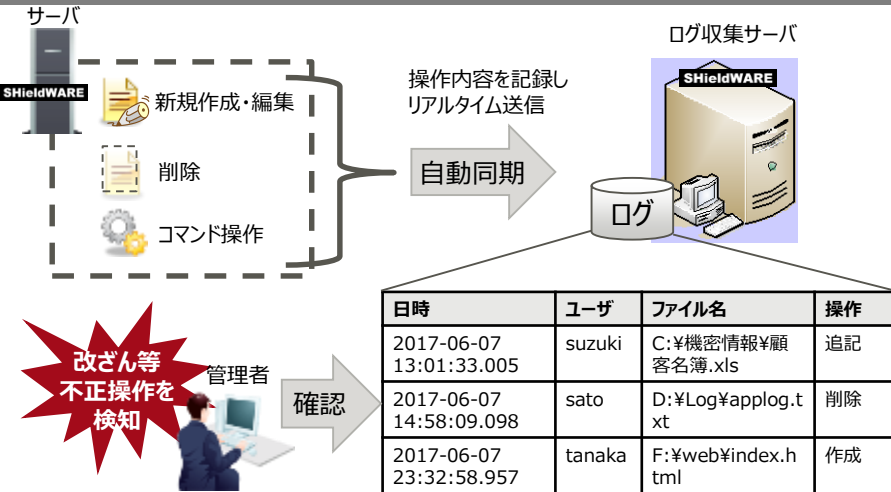 サーバ
SHieldWARE
新規作成・編集
削除
コマンド操作
操作内容を記録し
リアルタイム送信
自動同期
ログ収集サーバ
SHieldWARE
ログ
改ざん等
不正操作を
検知
管理者
確認
日時 ユーザ ファイル名 操作
2017-06-07 suzuki C:¥機密情報¥顧 追記
13:01:33.005 客名簿.xls
2017-06-07 sato D:¥Log¥applog.t 削除
14:58:09.098 xt
2017-06-07 tanaka F:¥web¥index.h 作成
23:32:58.957 tml